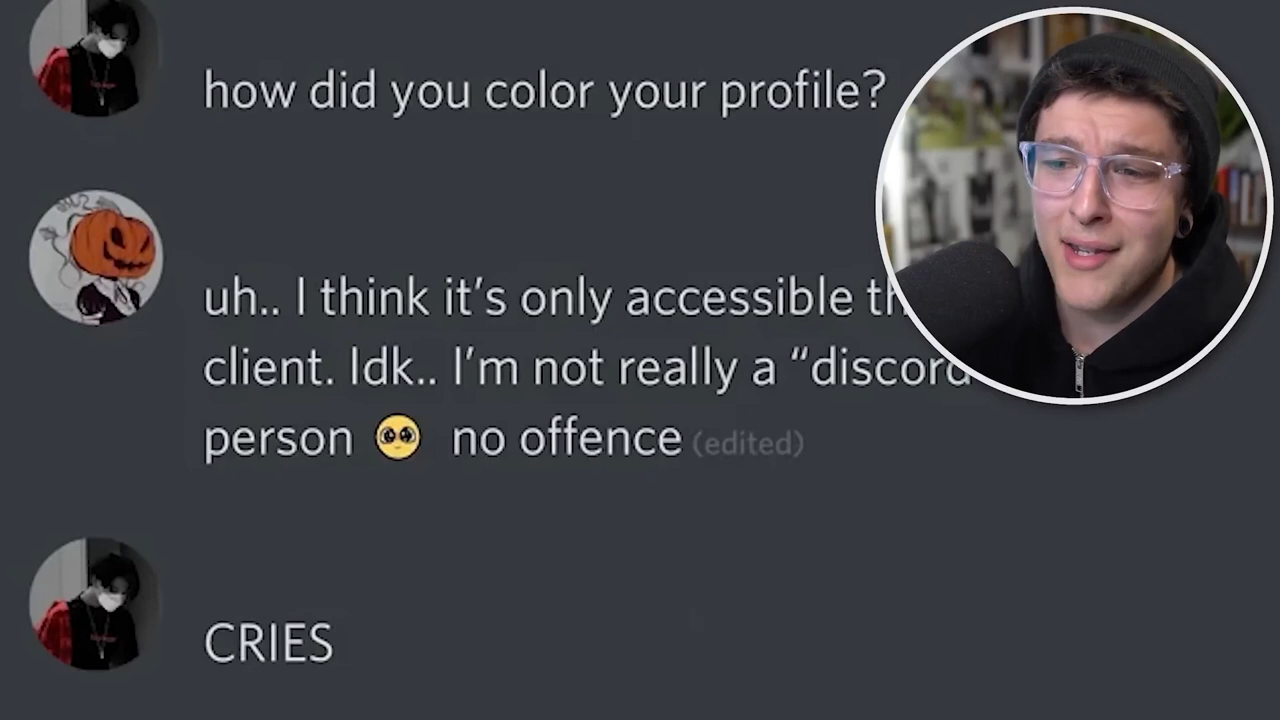 how did you color your profile?
uh.. I think it's only accessible
client. Idk.. I'm not really a “discord
person 🥺 no offence (edited)
CRIES